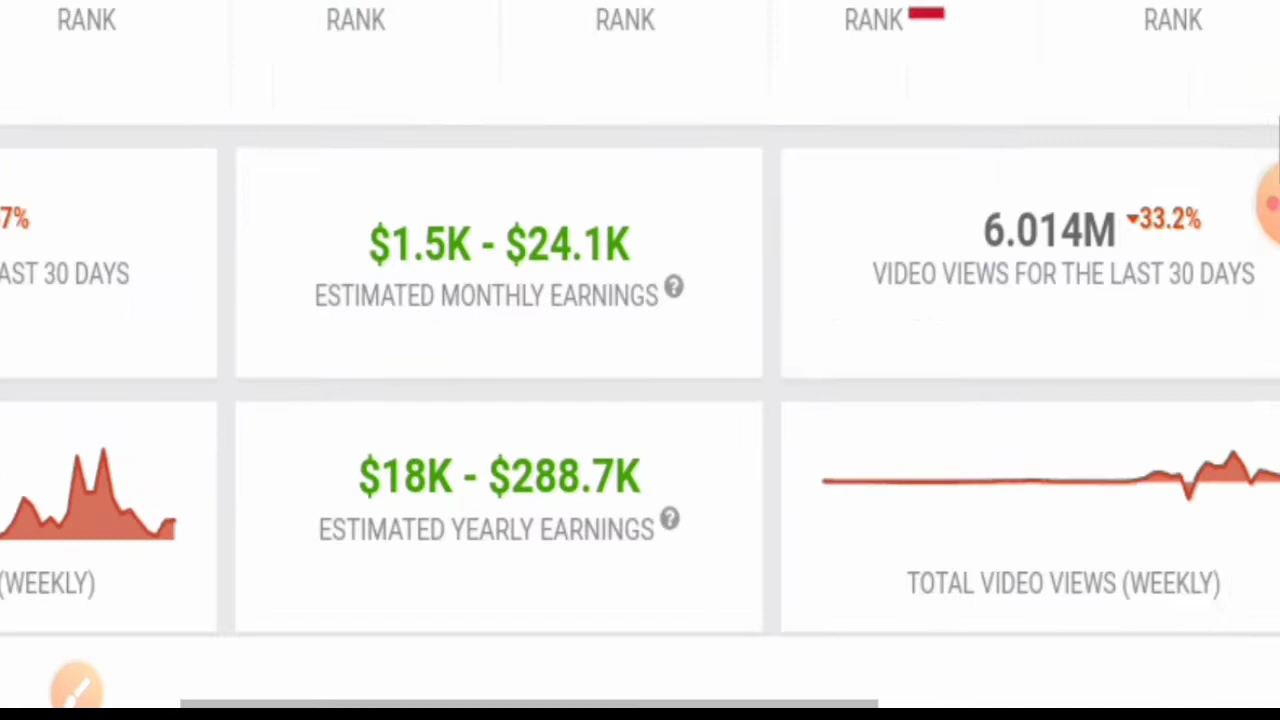 RANK RANK RANK RANK RANK
7%
AST 30 DAYS
$1.5K - $24.1K
ESTIMATED MONTHLY EARNINGS ?
6.014M 33.2%
VIDEO VIEWS FOR THE LAST 30 DAYS
(WEEKLY)
$18K - $288.7K
ESTIMATED YEARLY EARNINGS ?
TOTAL VIDEO VIEWS (WEEKLY)